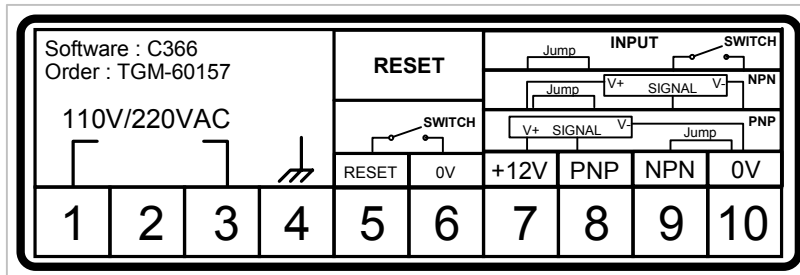 Software : C366
Order : TGM-60157
110V/220VAC
RESET
SWITCH
INPUT
Jump
SWITCH
Jump
V+
SIGNAL
V-
NPN
V+
SIGNAL
V-
Jump
PNP
RESET 0V +12V PNP NPN 0V
1 2 3 4 5 6 7 8 9 10